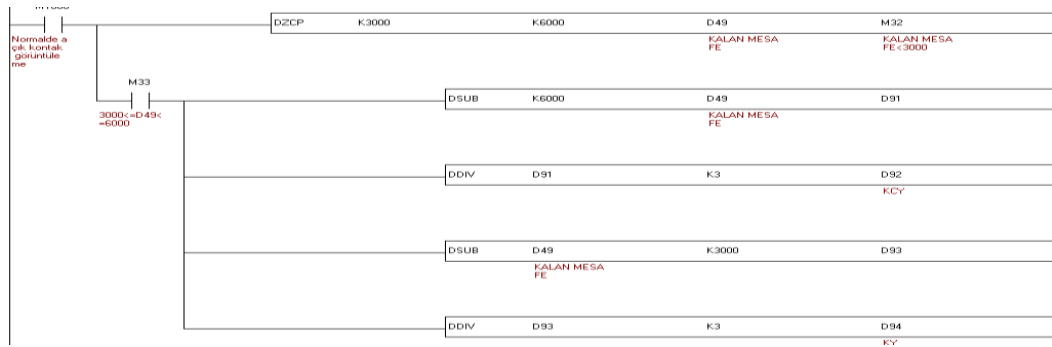 DZCP K3000 K6000 D49 M32
Normalde a
çık kontak
görüntüle
me
KALAN MESA
FE
KALAN MESA
FE<3000
M33
3000<=D49<
=6000
DSUB K6000 D49 D91
KALAN MESA
FE
DDIV D91 K3 D92
KCY
DSUB D49 K3000 D93
KALAN MESA
FE
DDIV D93 K3 D94
KY